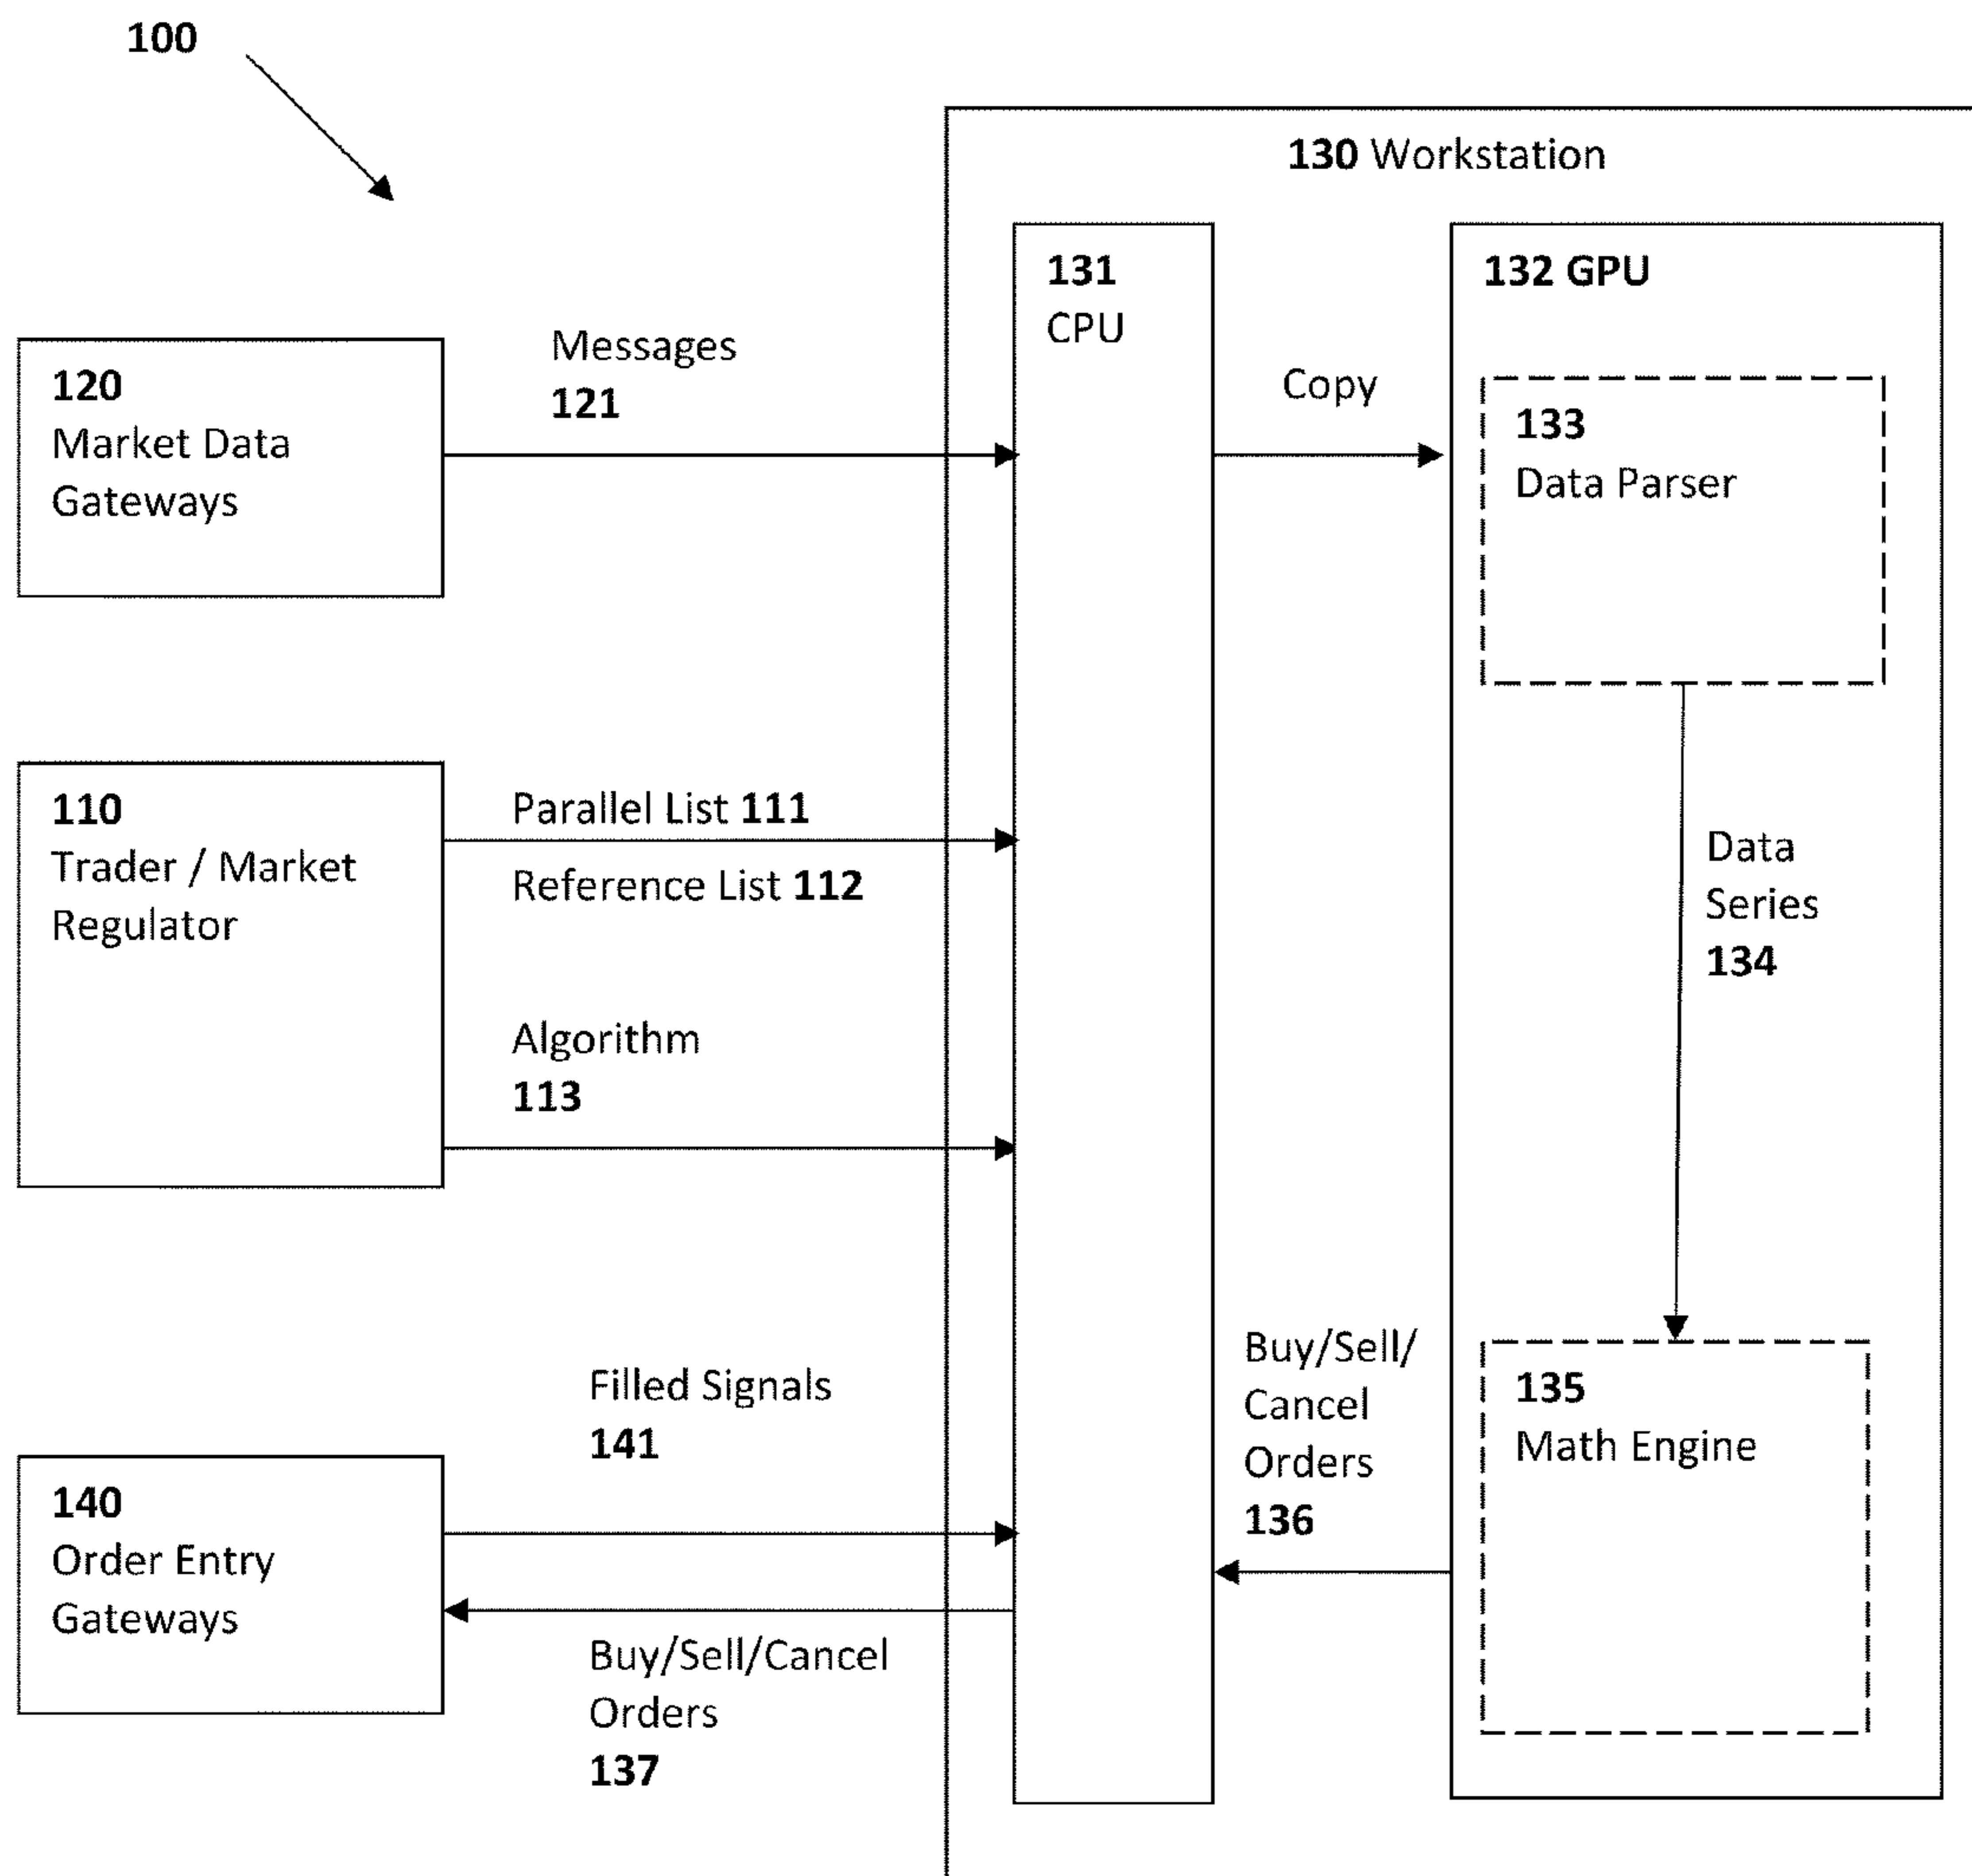 100
130 Workstation
120
Market Data
Gateways
Messages
121
131
CPU
Copy
132 GPU
133
Data Parser
110
Trader / Market
Regulator
Parallel List 111
Reference List 112
Algorithm
113
Data
Series
134
140
Order Entry
Gateways
Filled Signals
141
Buy/Sell/Cancel
Orders
137
Buy/Sell/
Cancel
Orders
136
135
Math Engine